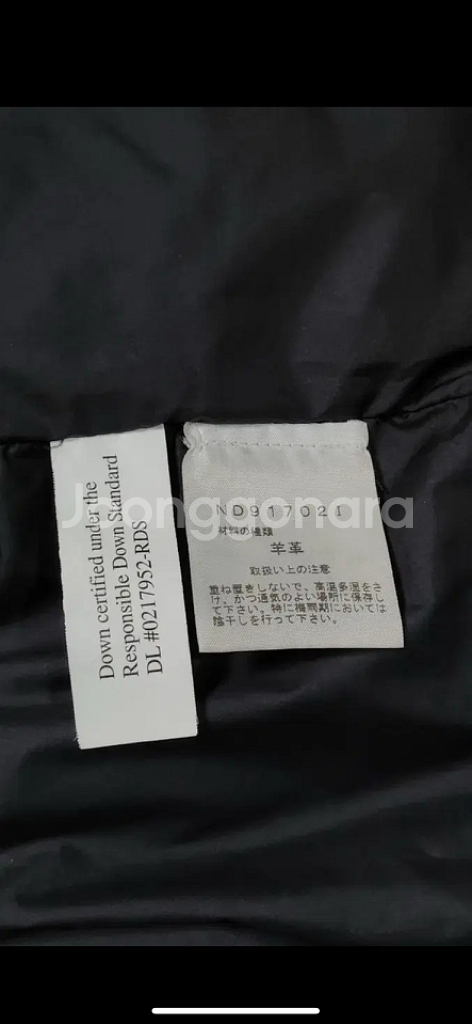 Down certified under the
Responsible Down Standard
DL #0217952-RDS
Joonggonara
ND91702I
材料の種類
羊革
取扱い上の注意
重ね置きしないで、高温多湿をさ
け、かつ通気のよい場所に保存し
て下さい。特に梅雨期においては
陰干しを行って下さい。